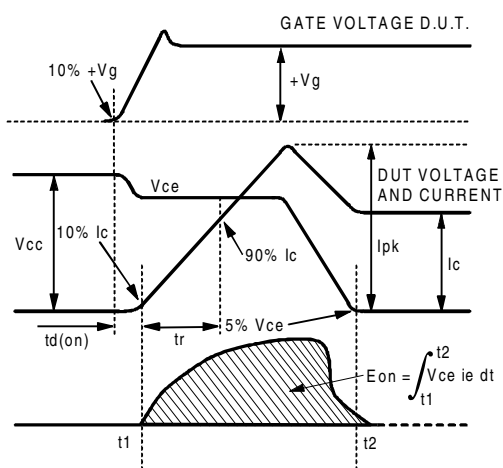 GATE VOLTAGE D.U.T.
10% +Vg
+Vg
Vce
DUT VOLTAGE
AND CURRENT
Vcc
10% Ic
90% Ic
Ipk
Ic
td(on)
tr
5% Vce
Eon = ∫ Vce ie dt
t2
t1
t1
t2